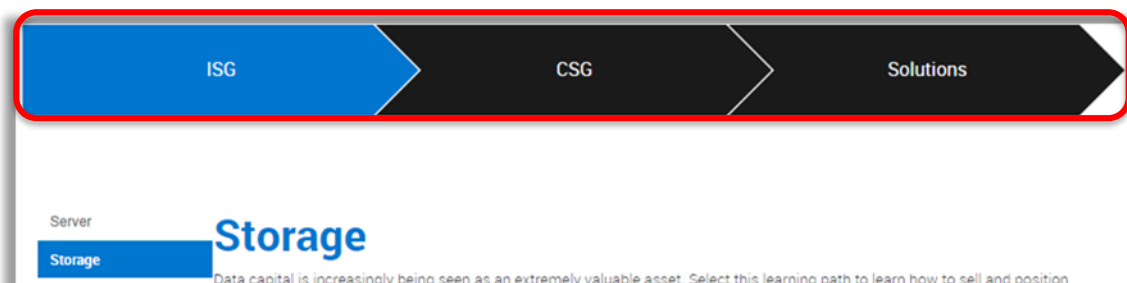 ISG
CSG
Solutions
Server
Storage
Storage
Data capital is increasingly being seen as an extremely valuable asset. Select this learning path to learn how to sell and position